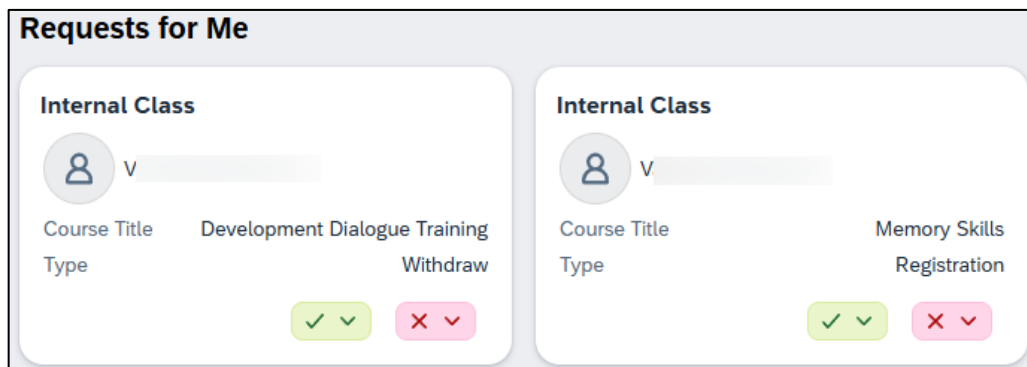 Requests for Me
Internal Class
V
Course Title Development Dialogue Training
Type Withdraw
Internal Class
V
Course Title Memory Skills
Type Registration